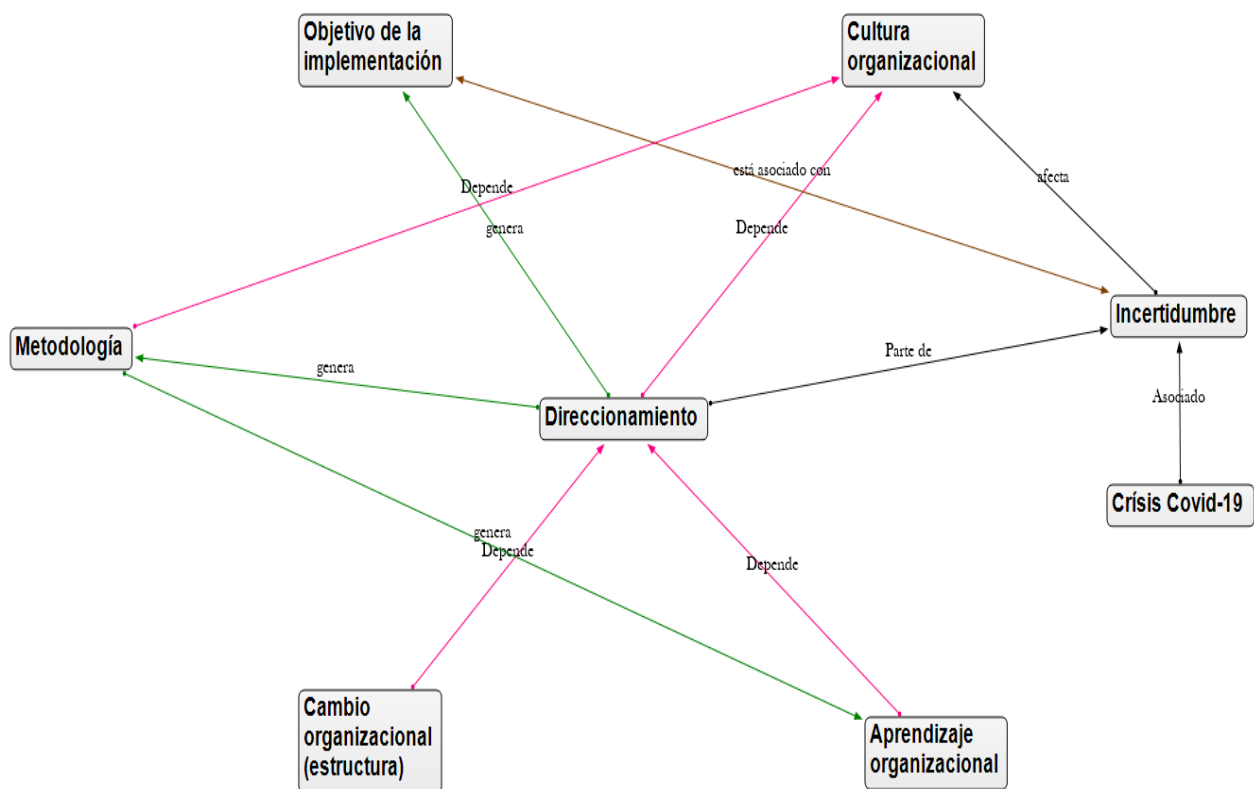 Objetivo de la
implementación
Cultura
organizacional
está asociado con
afecta
Depende
genera
Depende
Incertidumbre
Metodología
Parte de
genera
Direccionamiento
Asociado
Crísis Covid-19
genera
Depende
Depende
Cambio
organizacional
(estructura)
Aprendizaje
organizacional